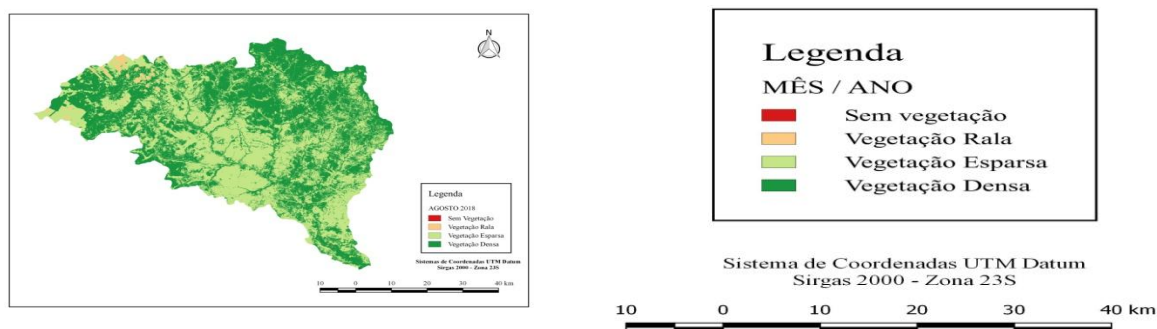 N
Legenda
AGOSTO 2018
Sem Vegetação
Vegetação Rala
Vegetação Esparsa
Vegetação Densa
Sistemas de Coordenadas UTM Datum
Sirgas 2000 - Zona 23S
10 0 10 20 30 40 km
Legenda
MÊS / ANO
Sem vegetação
Vegetação Rala
Vegetação Esparsa
Vegetação Densa
Sistema de Coordenadas UTM Datum
Sirgas 2000 - Zona 23S
10 0 10 20 30 40 km